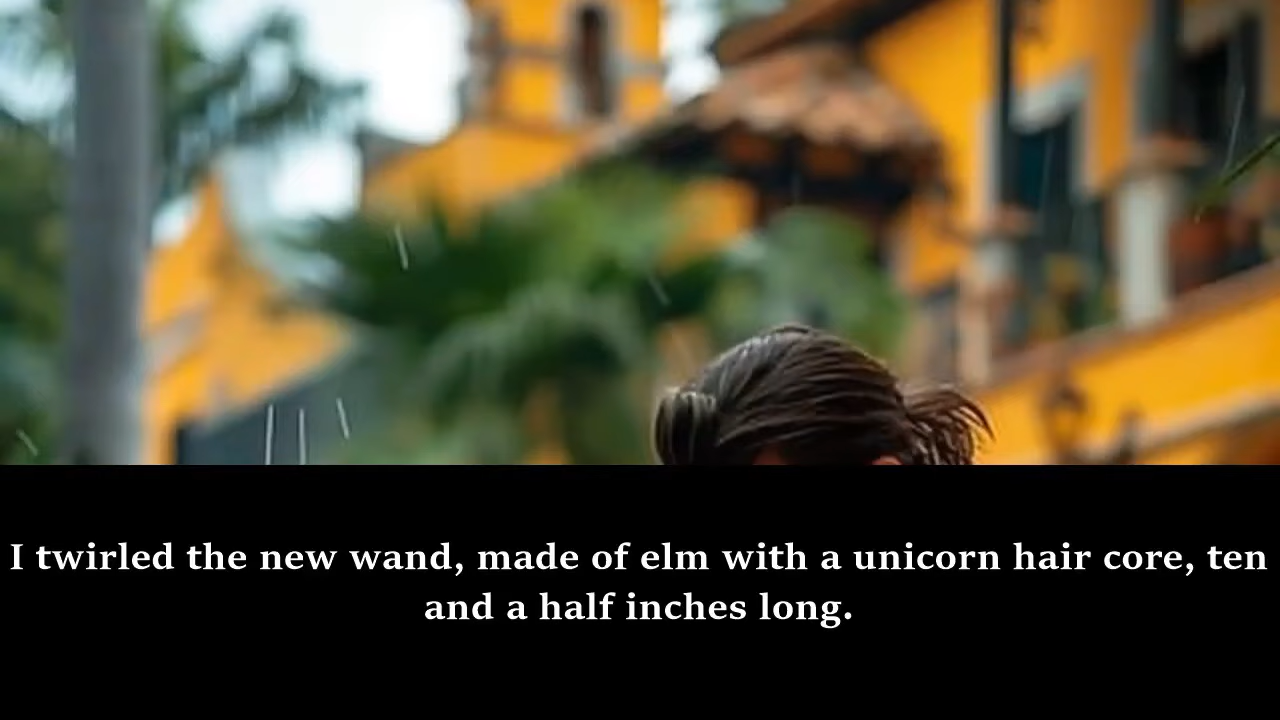 I twirled the new wand, made of elm with a unicorn hair core, ten
and a half inches long.